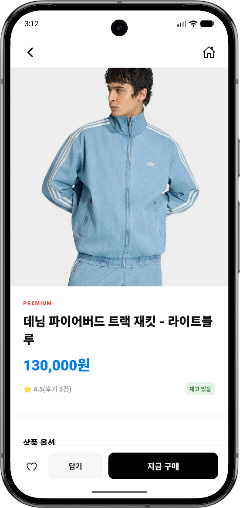 3:12
PREMIUM
데님 파이어버드 트랙 재킷 - 라이트블
루
130,000원
4.5(후기 2건)
재고 있음
상품 옵션
담기
지금 구매